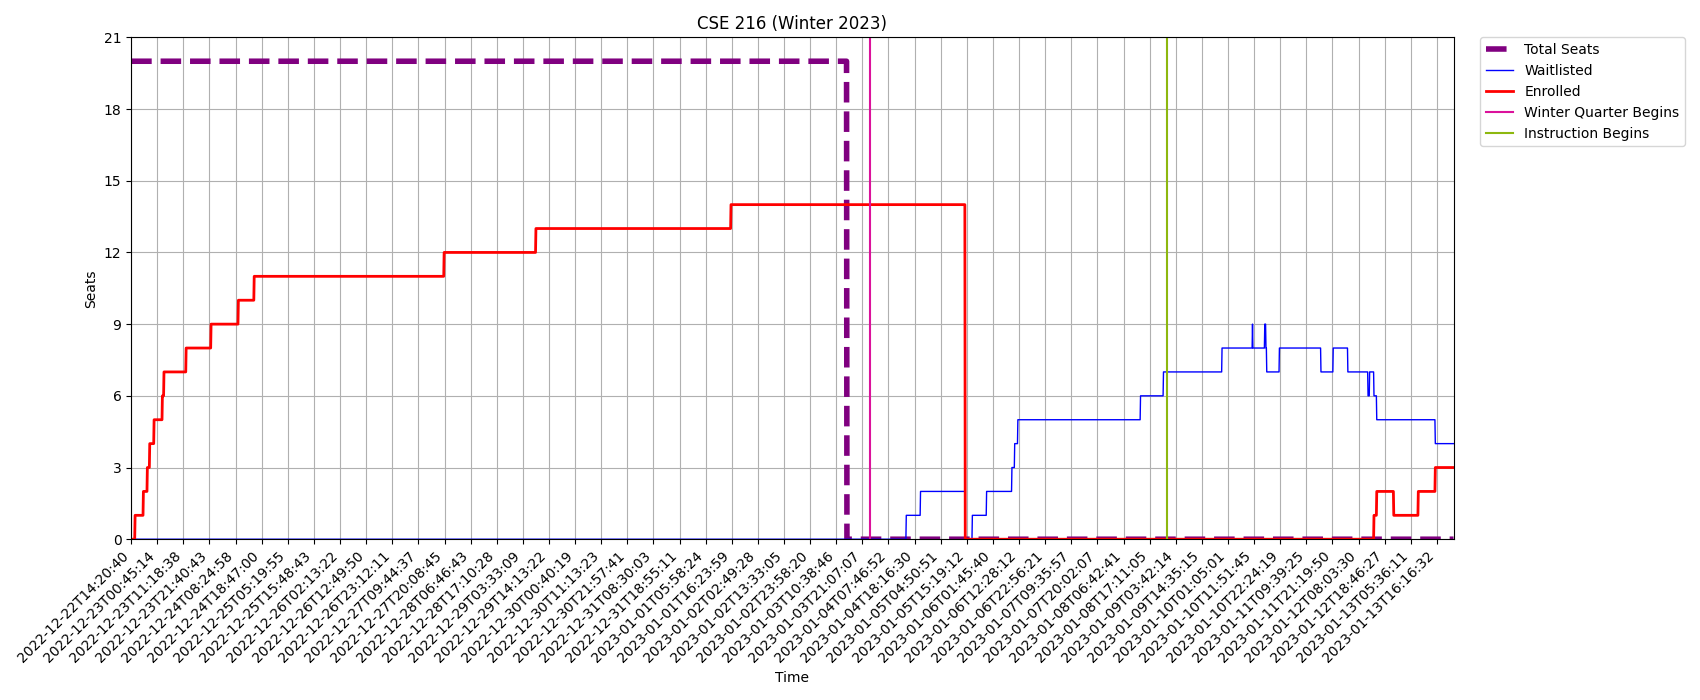 CSE 216 (Winter 2023)
Total Seats
Waitlisted
Enrolled
Winter Quarter Begins
Instruction Begins
Seats
21
18
15
12
9
6
3
0
2022-12-22T14:20:40
2022-12-23T00:45:14
2022-12-23T11:18:38
2022-12-23T21:40:43
2022-12-24T08:24:58
2022-12-24T18:47:00
2022-12-25T05:19:55
2022-12-25T15:48:43
2022-12-26T02:13:22
2022-12-26T12:49:50
2022-12-26T23:12:11
2022-12-27T09:44:37
2022-12-27T20:08:45
2022-12-28T06:46:43
2022-12-28T17:10:28
2022-12-29T03:33:09
2022-12-29T14:13:22
2022-12-30T00:40:19
2022-12-30T11:13:23
2022-12-30T21:57:41
2022-12-31T08:30:03
2022-12-31T18:55:11
2023-01-01T05:58:24
2023-01-01T16:23:59
2023-01-02T02:49:28
2023-01-02T13:33:05
2023-01-02T23:58:20
2023-01-03T10:38:46
2023-01-03T21:07:07
2023-01-04T07:46:52
2023-01-04T18:16:30
2023-01-05T04:50:51
2023-01-05T15:19:12
2023-01-06T01:45:40
2023-01-06T12:28:12
2023-01-06T22:56:21
2023-01-07T09:35:57
2023-01-07T20:02:07
2023-01-08T06:42:41
2023-01-08T17:11:05
2023-01-09T03:42:14
2023-01-09T14:35:15
2023-01-10T01:05:01
2023-01-10T11:51:45
2023-01-10T22:24:19
2023-01-11T09:39:25
2023-01-11T21:19:50
2023-01-12T08:03:30
2023-01-12T18:46:27
2023-01-13T05:36:11
2023-01-13T16:16:32
Time